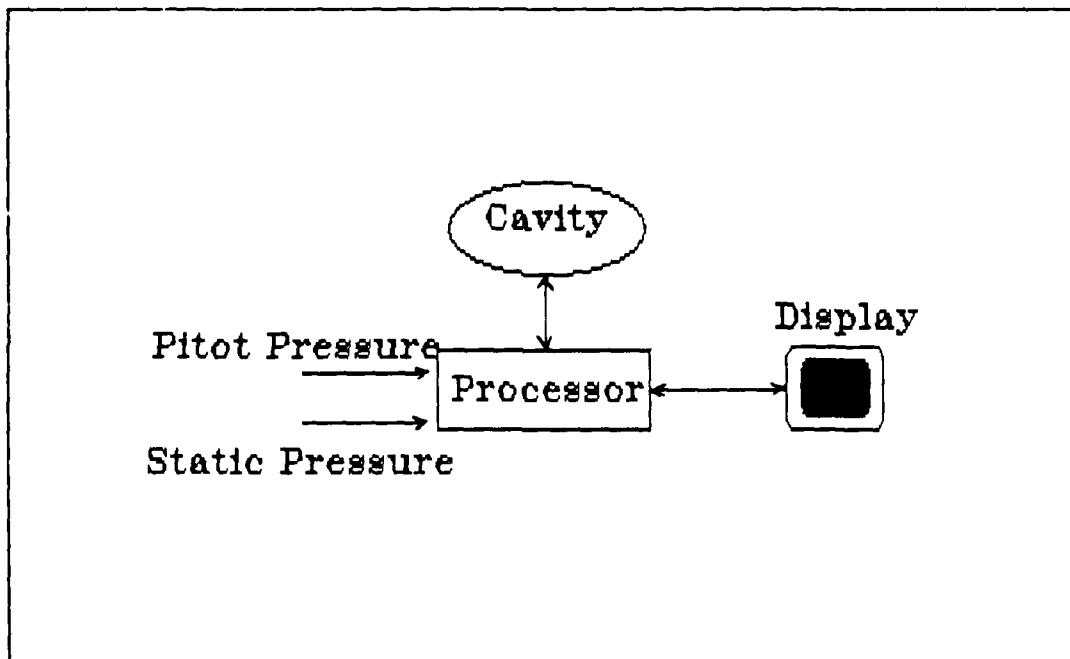 Cavity
Display
Pitot Pressure
Processor
Static Pressure